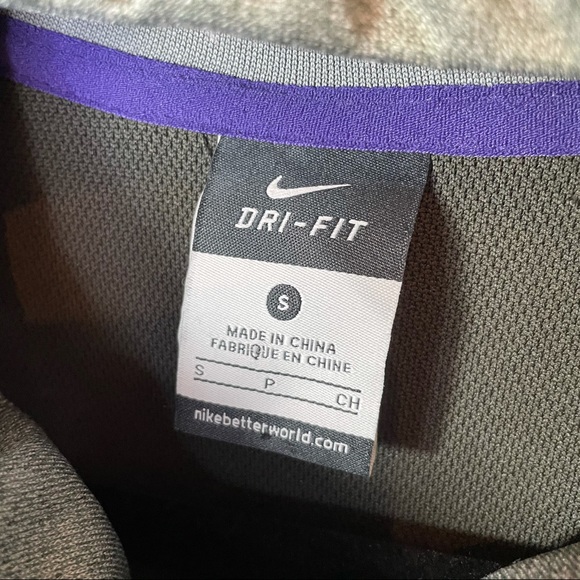 DRI-FIT
S
MADE IN CHINA
FABRIQUE EN CHINE
S P CH
nikebetterworld.com